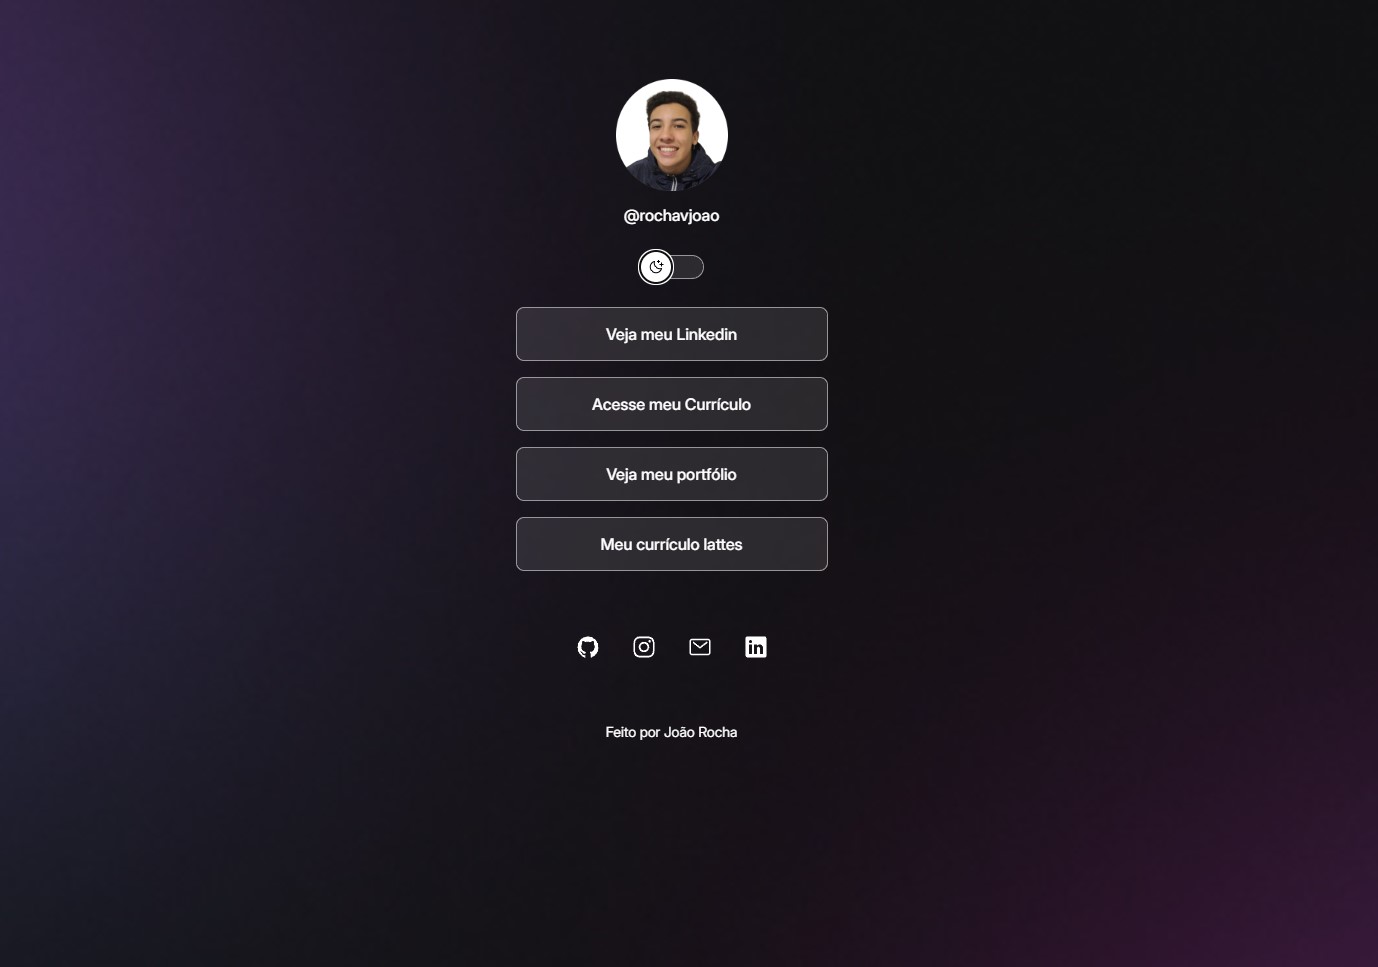 @rochavjoao
Veja meu Linkedin
Acesse meu Currículo
Veja meu portfólio
Meu currículo lattes
Feito por João Rocha